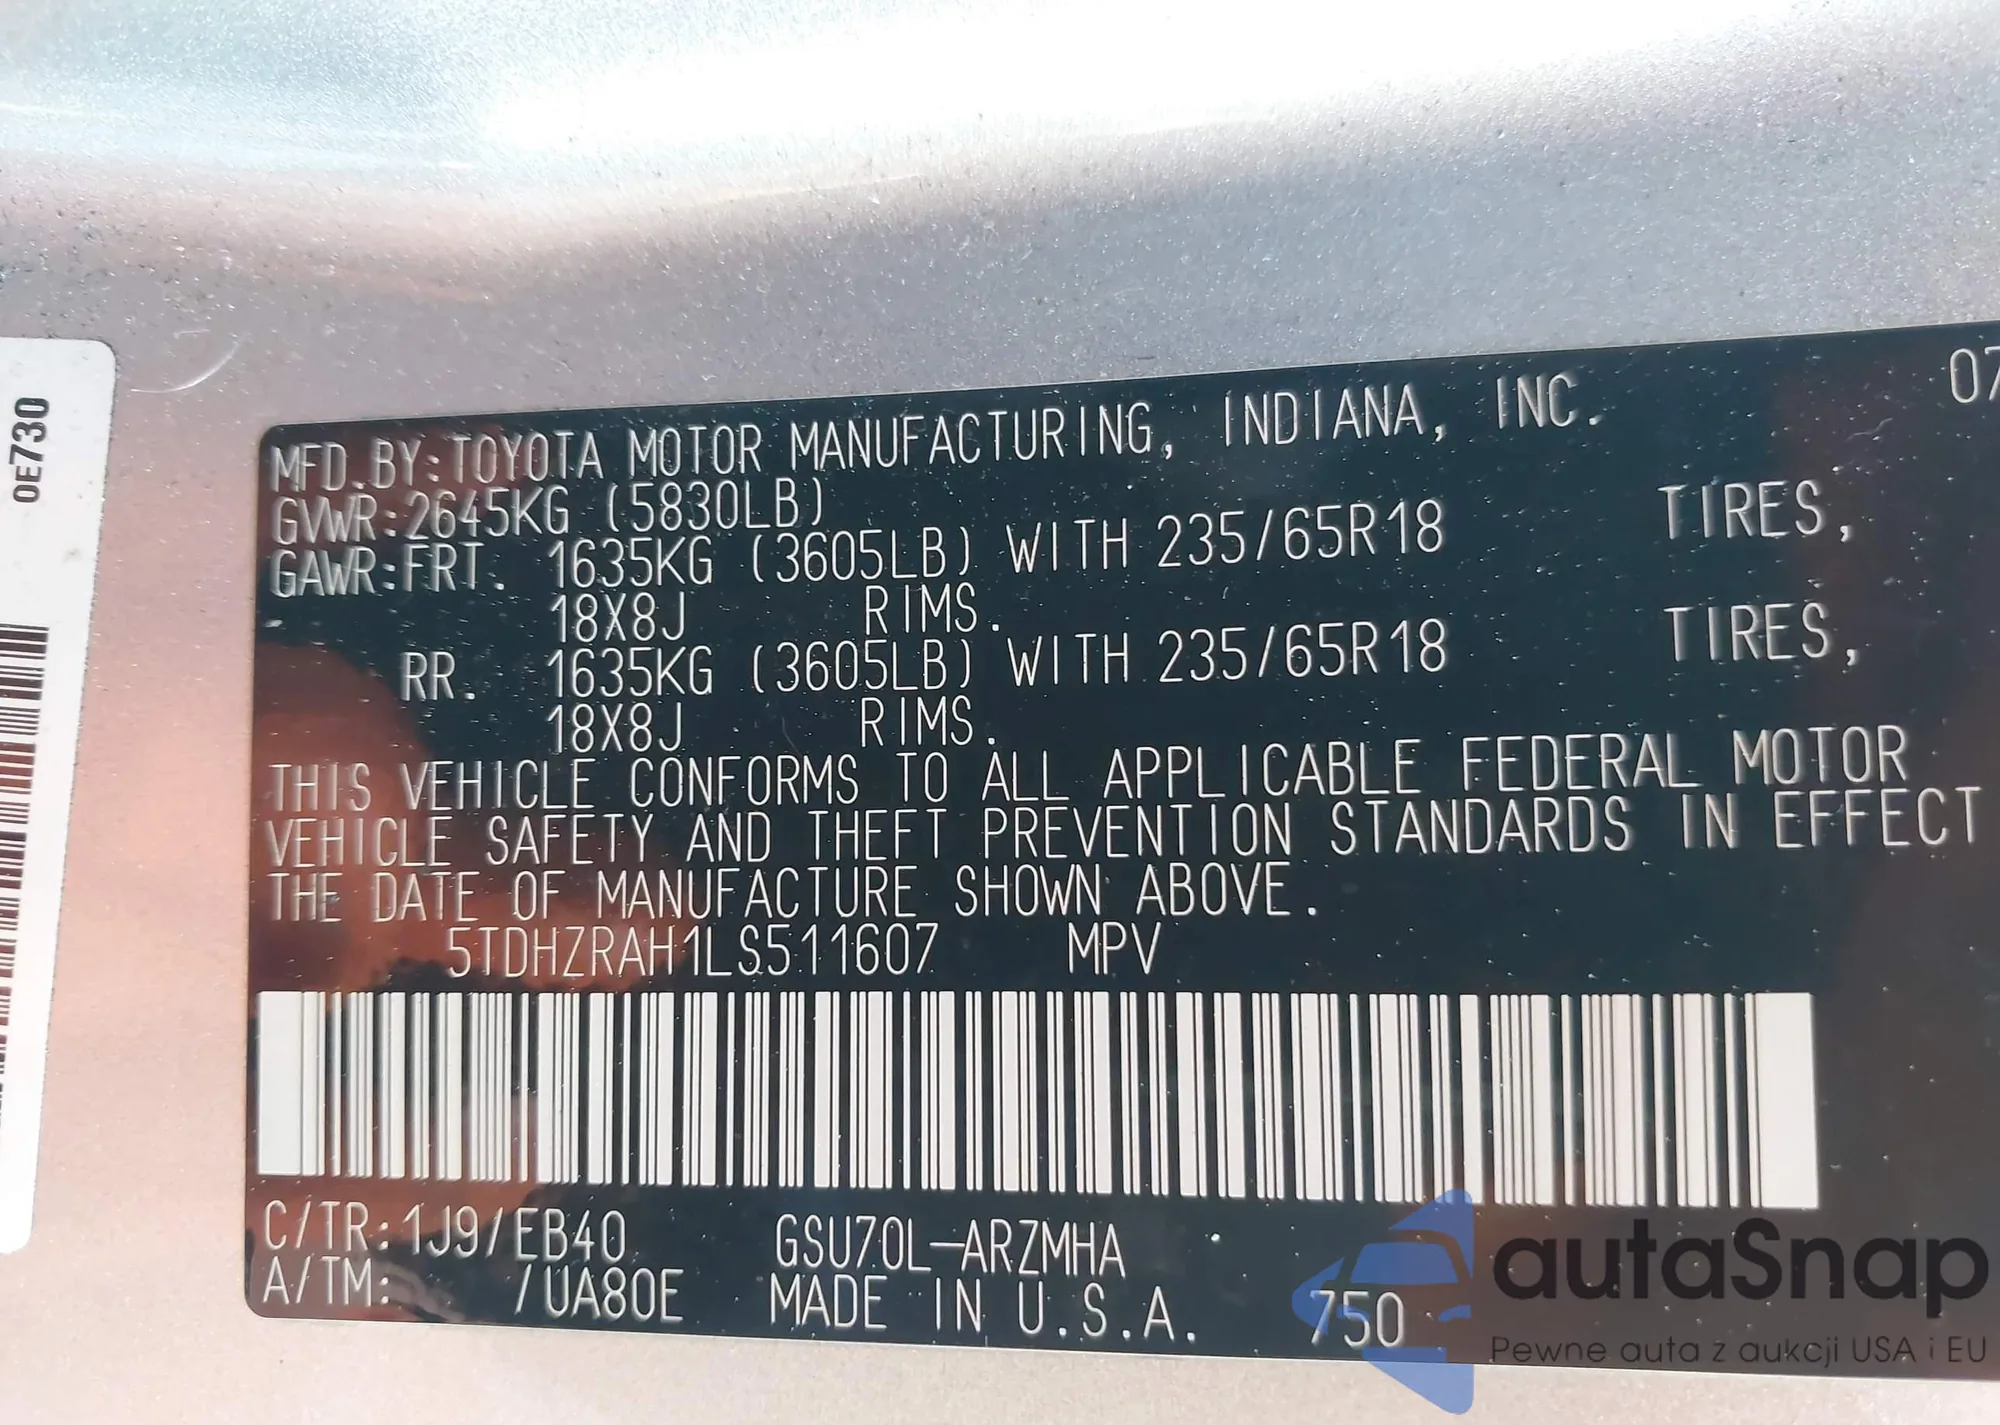 07
MFD.BY:TOYOTA MOTOR MANUFACTURING, INDIANA, INC.
GVWR:2645KG (5830LB)
GAWR:FRT. 1635KG (3605LB) WITH 235/65R18 TIRES,
18X8J RIMS.
RR. 1635KG (3605LB) WITH 235/65R18 TIRES,
18X8J RIMS.
THIS VEHICLE CONFORMS TO ALL APPLICABLE FEDERAL MOTOR
VEHICLE SAFETY AND THEFT PREVENTION STANDARDS IN EFFECT
THE DATE OF MANUFACTURE SHOWN ABOVE.
5TDHZRAH1LS511607 MPV
C/TR:1J9/EB40 GSU70L-ARZMHA
A/TM: /UA80E MADE IN U.S.A. 750
0E730
autaSnap
Pewne auta z aukcji USA i EU